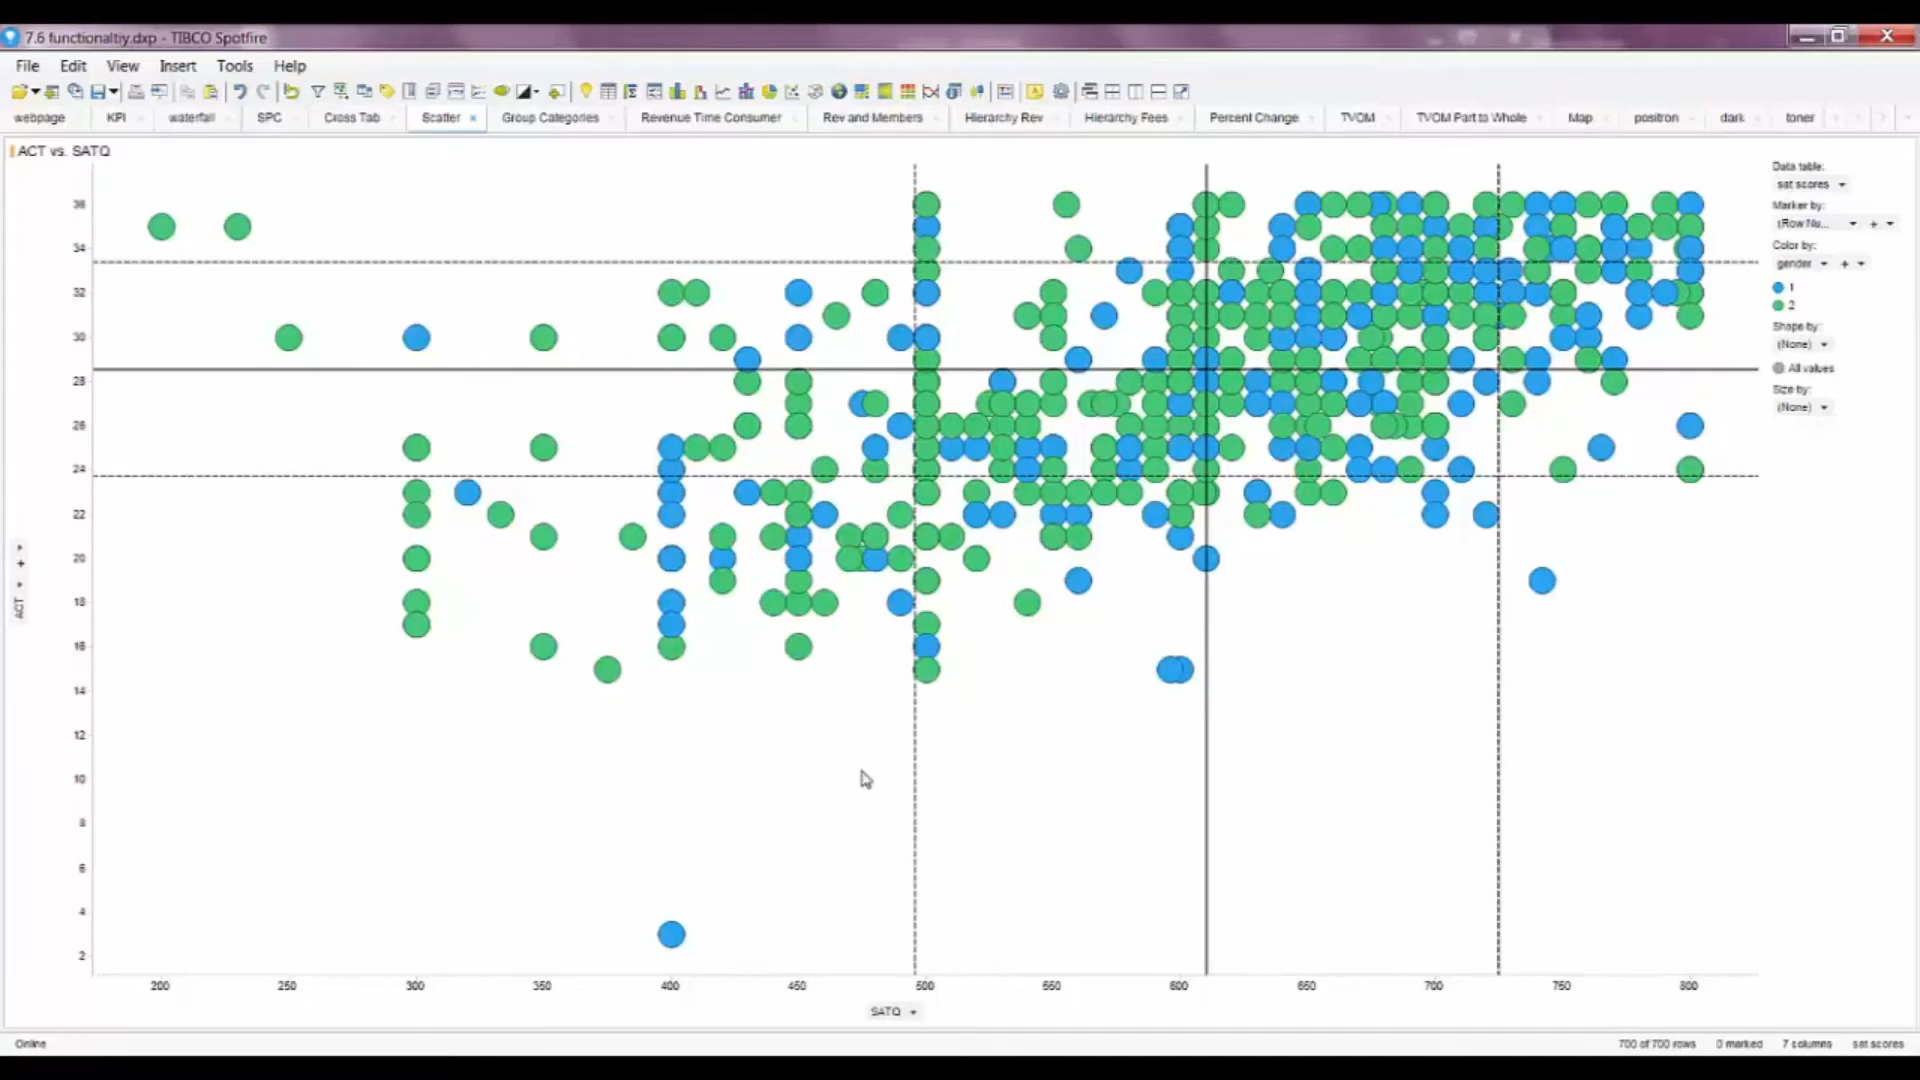 7.6 functionaltiy.dxp - TIBCO Spotfire
File Edit View Insert Tools Help
webpage KPI waterfall SPC Cross Tab Scatter Group Categories Revenue Time Consumer Rev and Members Hierarchy Rev Hierarchy Fees Percent Change TVOM TVOM Part to Whole Map positron dark toner
ACT vs. SATQ
36
34
32
30
28
26
24
22
20
18
16
14
12
10
8
6
4
2
ACT
200 250 300 350 400 450 500 550 600 650 700 750 800
SATQ
Data table:
sat scores
Marker by:
(Row Nu...
Color by:
gender
1
2
Shape by:
(None)
All values
Size by:
(None)
Online 700 of 700 rows 0 marked 7 columns sat scores